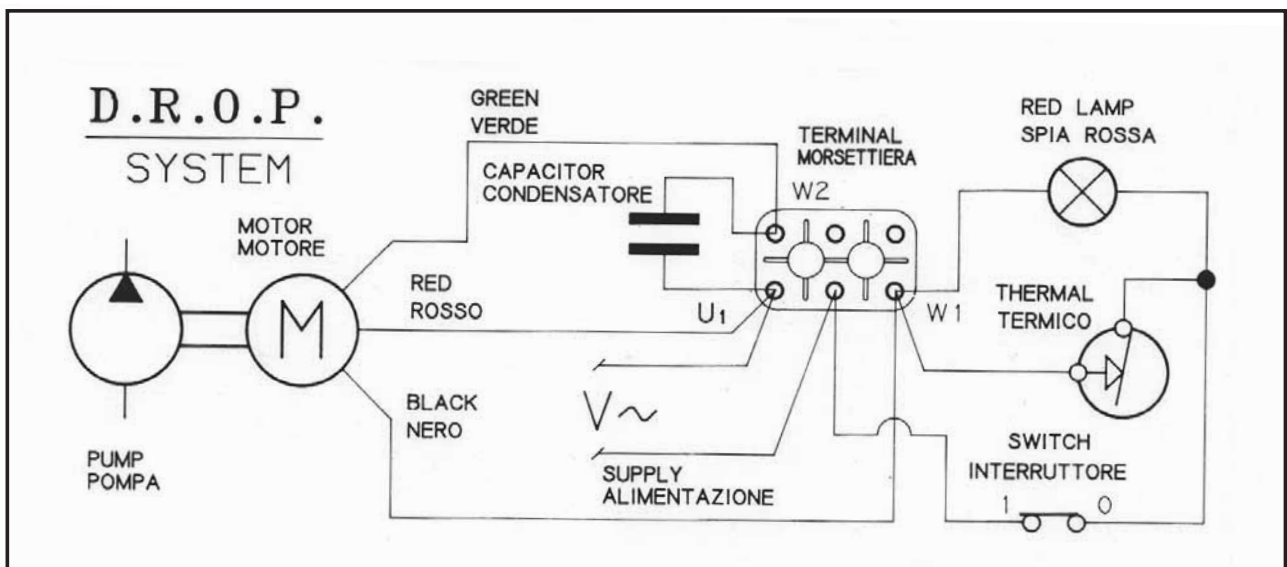 D.R.O.P.
SYSTEM
GREEN
VERDE
CAPACITOR
CONDENSATORE
TERMINAL
MORSETTIERA
W2
RED LAMP
SPIA ROSSA
MOTOR
MOTORE
M
RED
ROSSO
U1
W1
THERMAL
TERMICO
V~
BLACK
NERO
PUMP
POMPA
SUPPLY
ALIMENTAZIONE
SWITCH
INTERRUTTORE
1 0